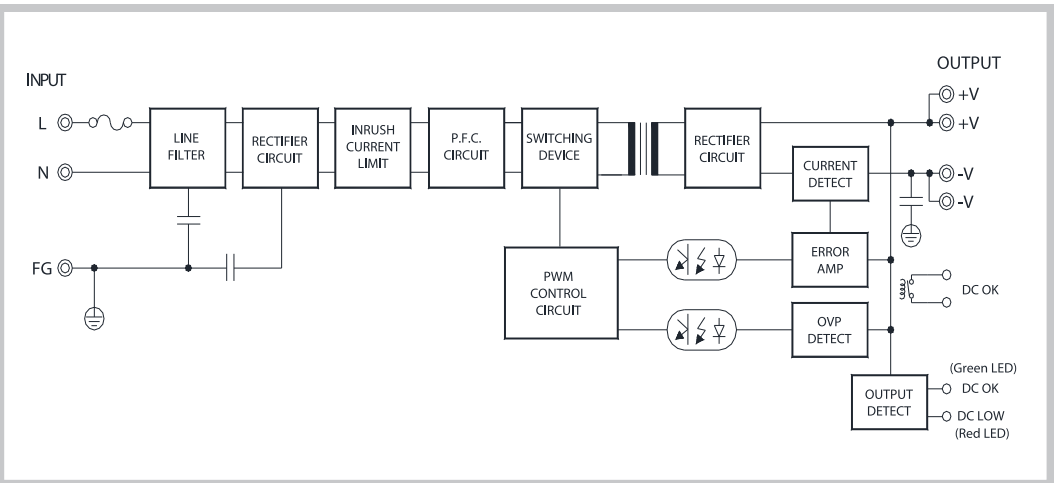 INPUT
OUTPUT
L
N
FG
LINE
FILTER
RECTIFIER
CIRCUIT
INRUSH
CURRENT
LIMIT
P.F.C.
CIRCUIT
SWITCHING
DEVICE
RECTIFIER
CIRCUIT
CURRENT
DETECT
+V
+V
-V
-V
PWM
CONTROL
CIRCUIT
ERROR
AMP
DC OK
OVP
DETECT
OUTPUT
DETECT
(Green LED)
DC OK
DC LOW
(Red LED)